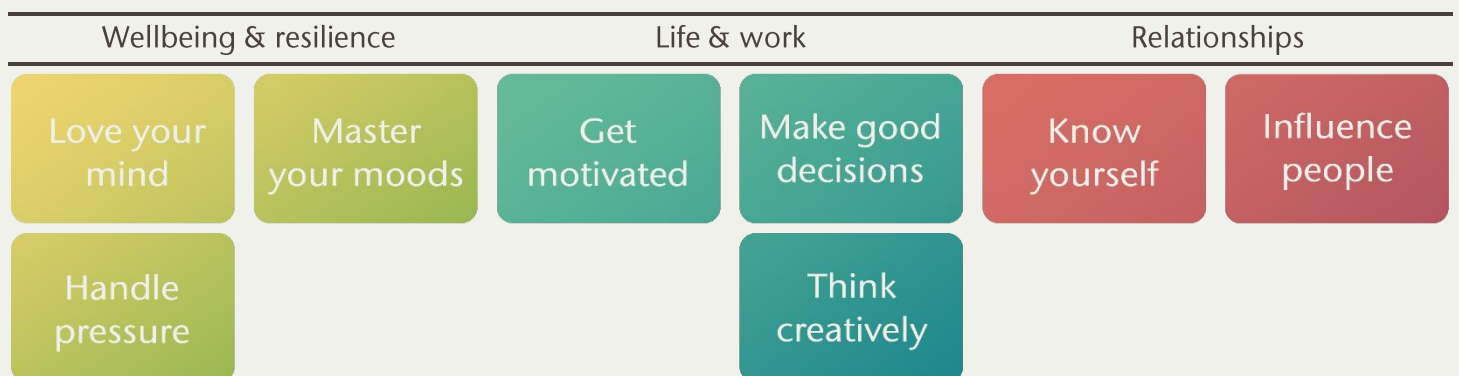 Wellbeing & resilience
Life & work
Relationships
Love your
mind
Master
your moods
Get
motivated
Make good
decisions
Know
yourself
Influence
people
Handle
pressure
Think
creatively